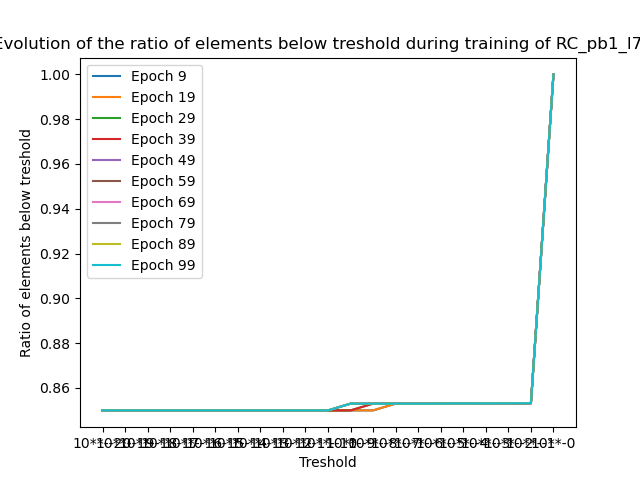 Evolution of the ratio of elements below treshold during training of RC_pb1_l7
1.00
0.98
0.96
0.94
0.92
0.90
0.88
0.86
Ratio of elements below treshold
Epoch 9
Epoch 19
Epoch 29
Epoch 39
Epoch 49
Epoch 59
Epoch 69
Epoch 79
Epoch 89
Epoch 99
Treshold